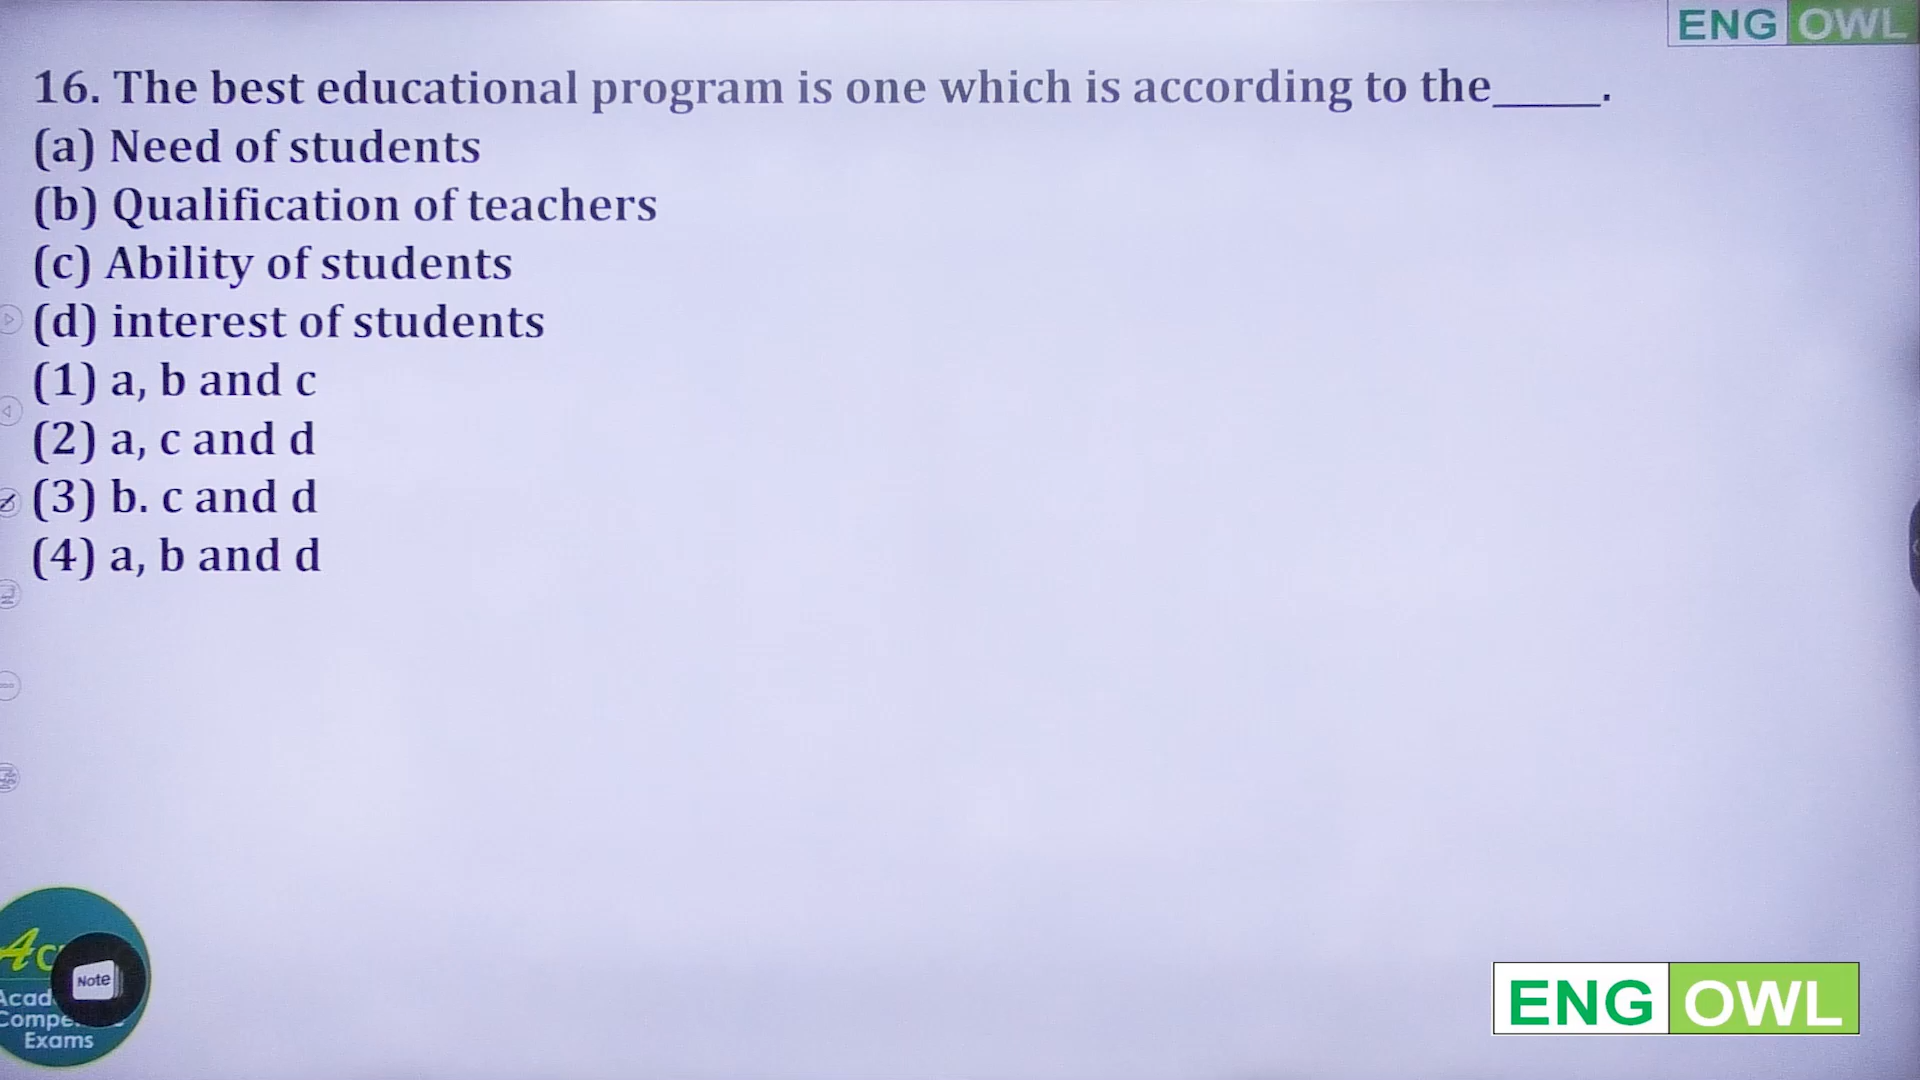 ENG OWL
16. The best educational program is one which is according to the_____.
(a) Need of students
(b) Qualification of teachers
(c) Ability of students
(d) interest of students
(1) a, b and c
(2) a, c and d
(3) b. c and d
(4) a, b and d
Note
Exams
ENG OWL